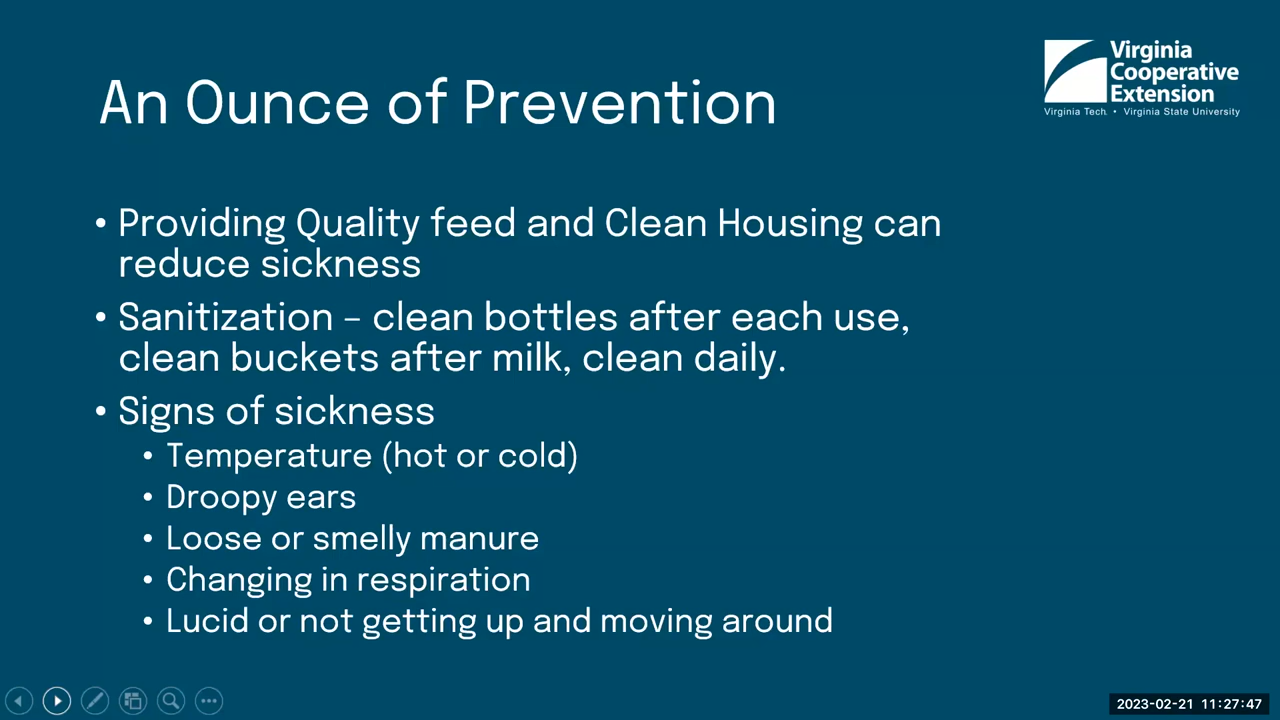 Virginia
Cooperative
Extension
Virginia Tech • Virginia State University
An Ounce of Prevention
• Providing Quality feed and Clean Housing can
reduce sickness
• Sanitization – clean bottles after each use,
clean buckets after milk, clean daily.
• Signs of sickness
• Temperature (hot or cold)
• Droopy ears
• Loose or smelly manure
• Changing in respiration
• Lucid or not getting up and moving around
2023-02-21 11:27:47